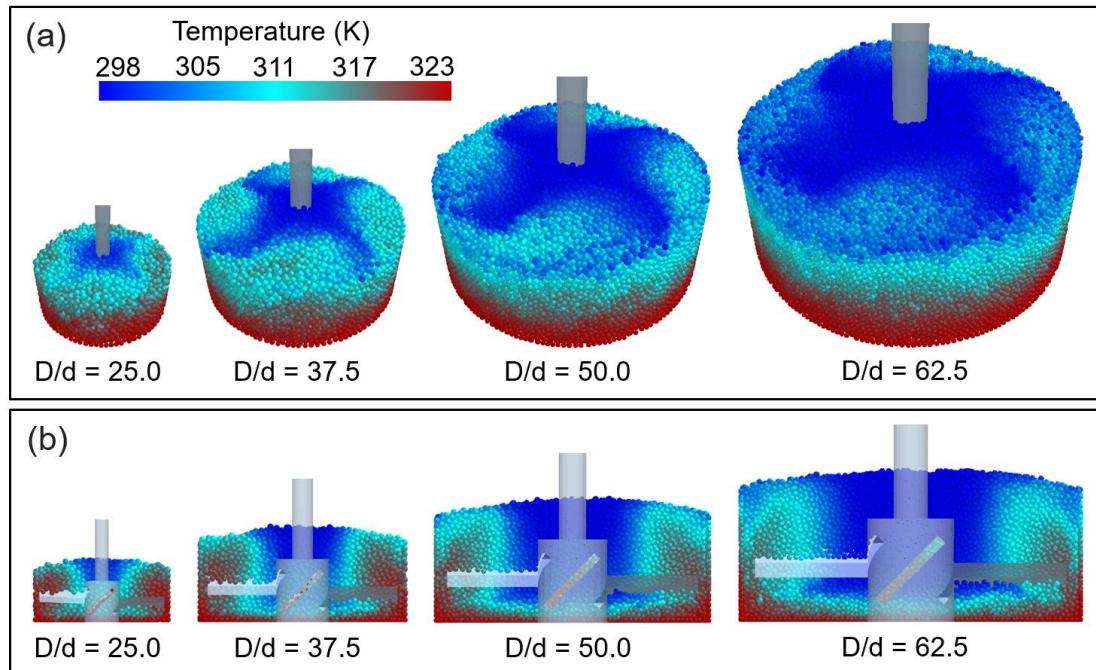 (a)
Temperature (K)
298 305 311 317 323
D/d = 25.0
D/d = 37.5
D/d = 50.0
D/d = 62.5
(b)
D/d = 25.0
D/d = 37.5
D/d = 50.0
D/d = 62.5